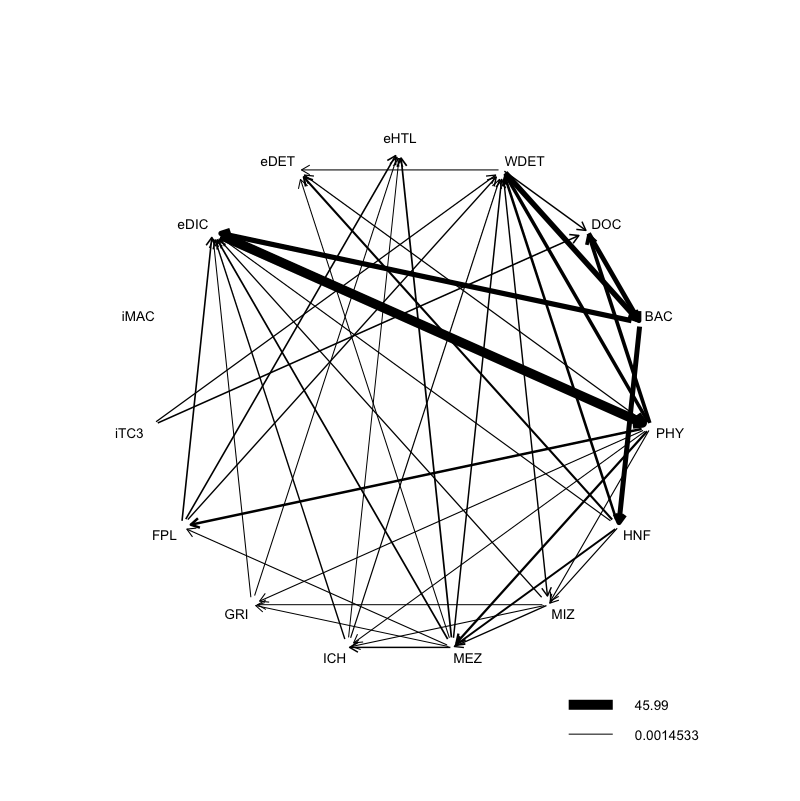 eHTL
eDET
WDET
eDIC
DOC
iMAC
BAC
iTC3
PHY
FPL
HNF
GRI
MIZ
ICH
MEZ
45.99
0.0014533